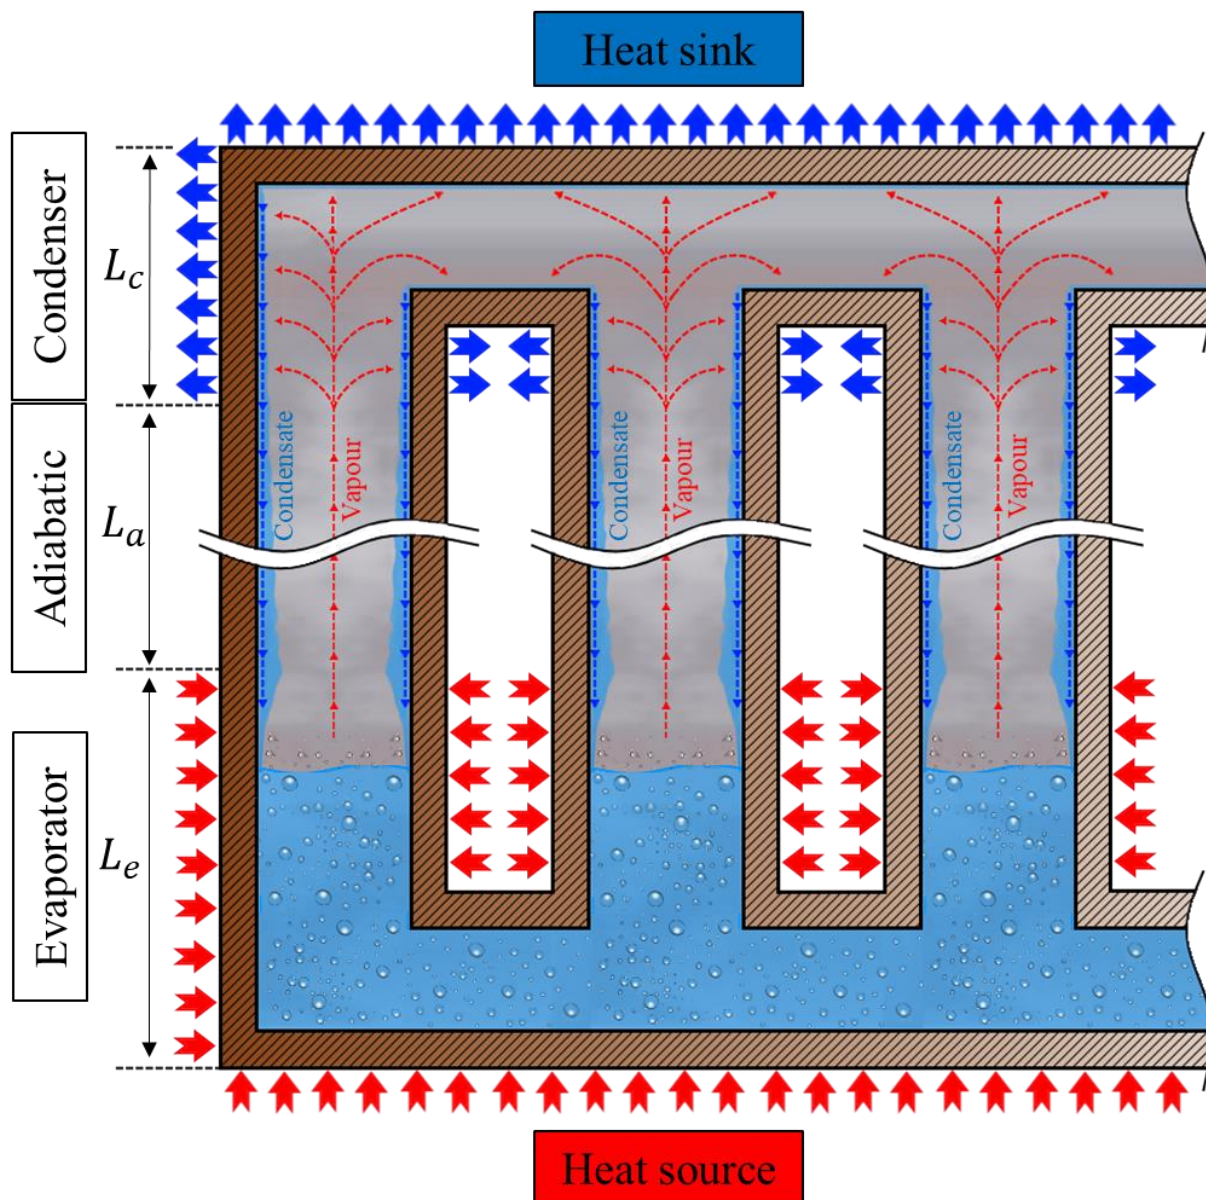 Heat sink
Condenser
L_c
Adiabatic
L_a
Evaporator
L_e
Condensate
Vapour
Condensate
Vapour
Condensate
Vapour
Heat source